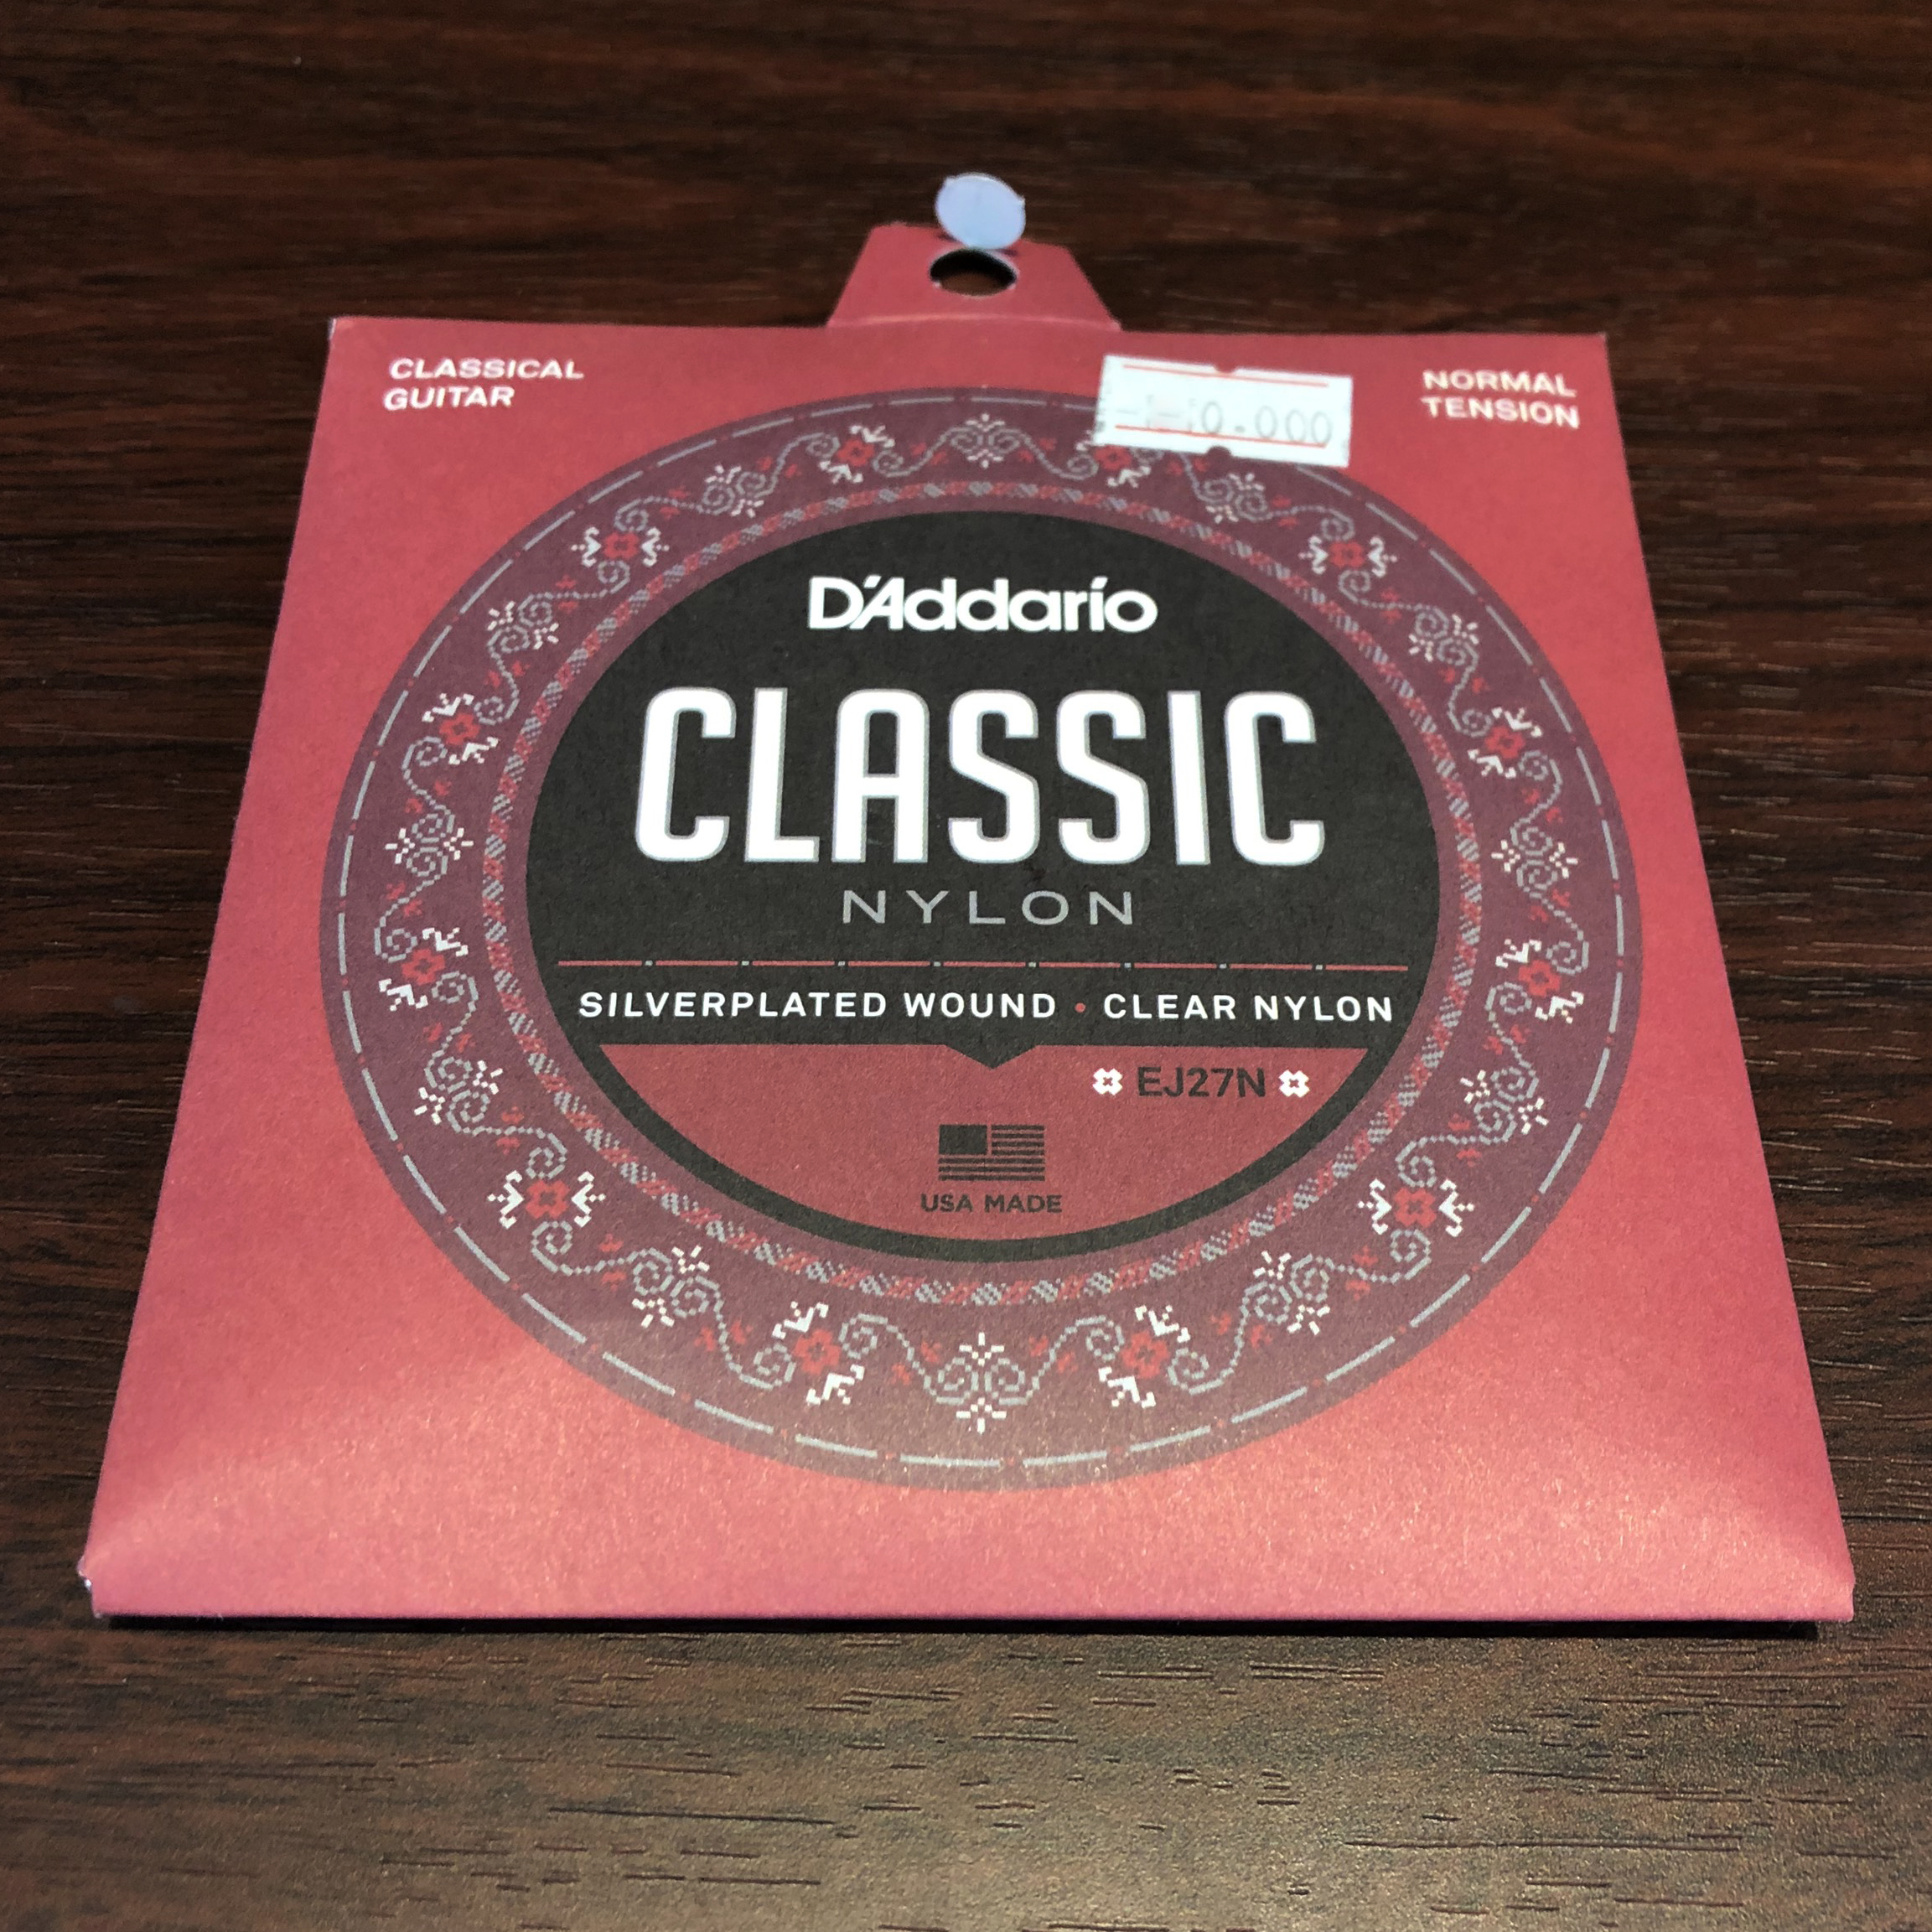 CLASSICAL
GUITAR
NORMAL
TENSION
D'Addario
CLASSIC
NYLON
SILVERPLATED WOUND • CLEAR NYLON
EJ27N
USA MADE